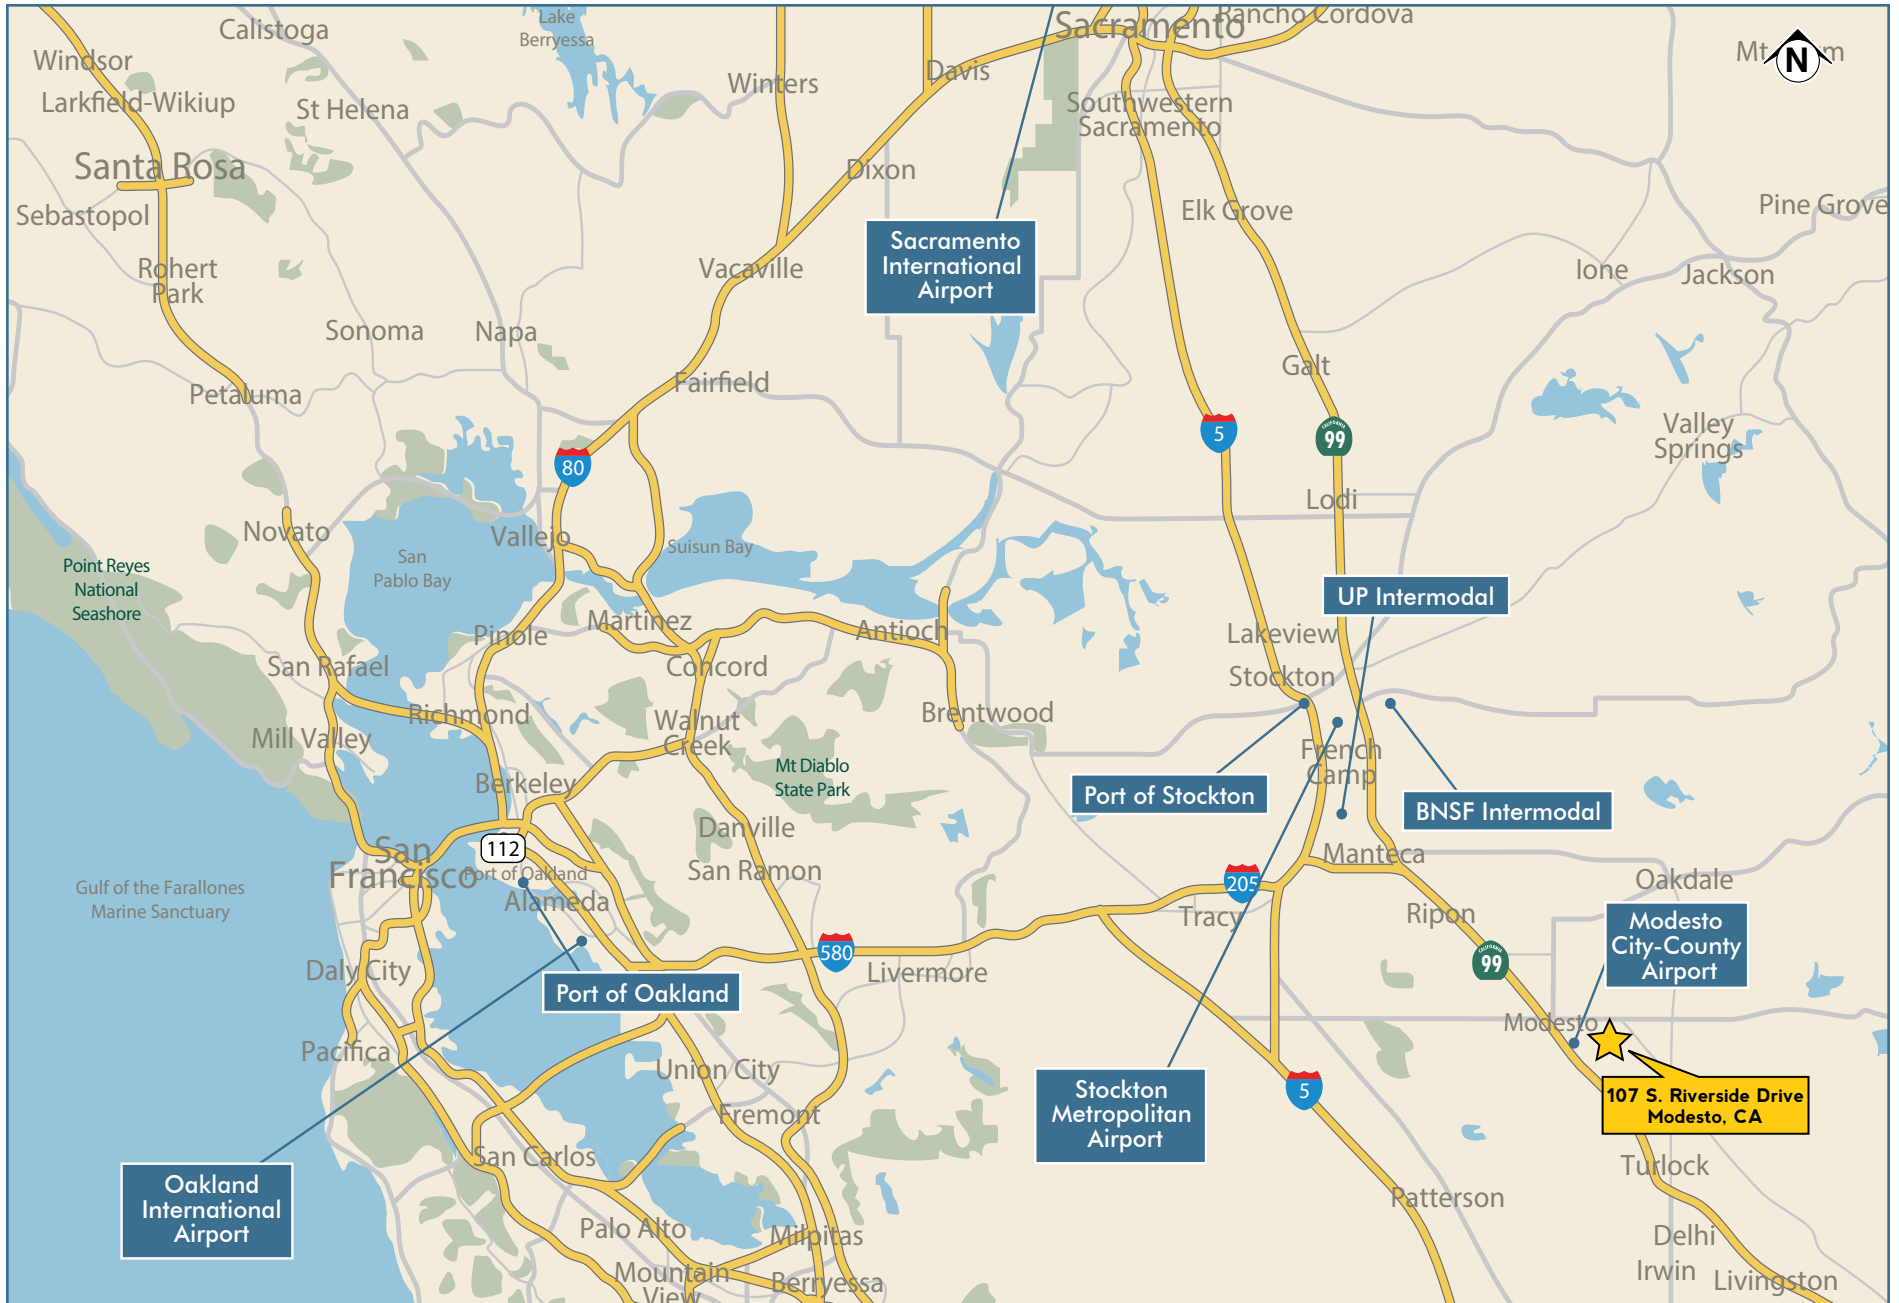 Calistoga
Lake
Berryessa
Sacramento
Rancho Cordova
Windsor
Larkfield-Wikiup
St Helena
Winters
Davis
Southwestern
Sacramento
N
Santa Rosa
Sebastopol
Dixon
Elk Grove
Pine Grove
Rohert
Park
Vacaville
Sacramento
International
Airport
Ione
Jackson
Sonoma
Napa
Petaluma
Fairfield
Galt
Valley
Springs
5
CALIFORNIA
99
80
Lodi
Novato
Vallejo
San
Pablo Bay
Suisun Bay
Point Reyes
National
Seashore
UP Intermodal
Pinole
Martinez
Antioch
Lakeview
San Rafael
Concord
Stockton
Richmond
Walnut
Creek
Brentwood
Mill Valley
French
Camp
Berkeley
Mt Diablo
State Park
Port of Stockton
BNSF Intermodal
Danville
San
Francisco
112
Port of Oakland
San Ramon
Manteca
Alameda
Gulf of the Farallones
Marine Sanctuary
205
Tracy
Ripon
Oakdale
Modesto
City-County
Airport
Daly City
580
Livermore
CALIFORNIA
99
Port of Oakland
Modesto
Pacifica
Union City
Fremont
Stockton
Metropolitan
Airport
5
107 S. Riverside Drive
Modesto, CA
San Carlos
Turlock
Oakland
International
Airport
Palo Alto
Milpitas
Patterson
Delhi
Mountain
View
Berryessa
Irwin
Livingston